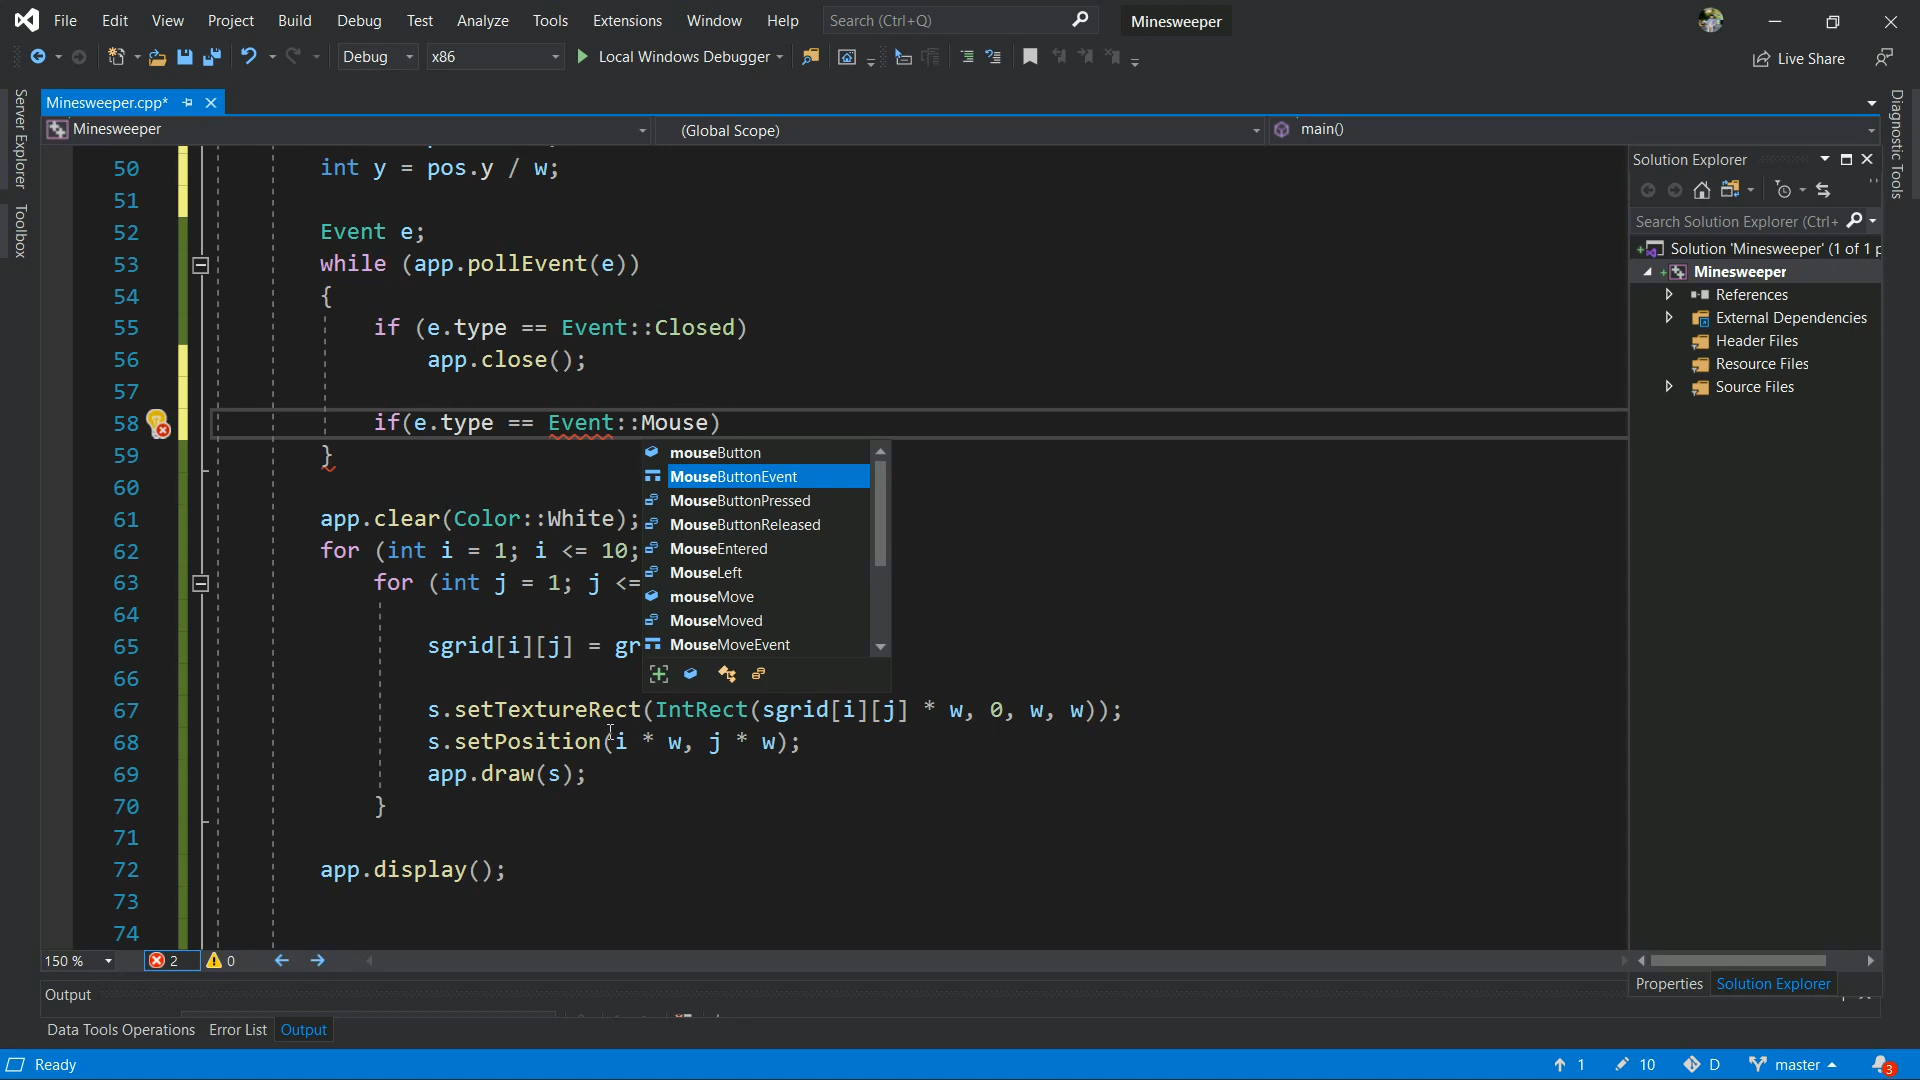 File Edit View Project Build Debug Test Analyze Tools Extensions Window Help Search (Ctrl+Q) Minesweeper
Debug x86 Local Windows Debugger Live Share
Server Explorer
Toolbox
Diagnostic Tools
Minesweeper.cpp*
Minesweeper (Global Scope) main()
50 int y = pos.y / w;
51
52 Event e;
53 while (app.pollEvent(e))
54 {
55 if (e.type == Event::Closed)
56 app.close();
57
58 if(e.type == Event::Mouse)
59 }
60
61 app.clear(Color::White);
62 for (int i = 1; i <= 10;
63 for (int j = 1; j <=
64
65 sgrid[i][j] = gr
66
67 s.setTextureRect(IntRect(sgrid[i][j] * w, 0, w, w));
68 s.setPosition(i * w, j * w);
69 app.draw(s);
70 }
71
72 app.display();
73
74
mouseButton
MouseButtonEvent
MouseButtonPressed
MouseButtonReleased
MouseEntered
MouseLeft
mouseMove
MouseMoved
MouseMoveEvent
Solution Explorer
Search Solution Explorer (Ctrl+
Solution 'Minesweeper' (1 of 1 p
Minesweeper
References
External Dependencies
Header Files
Resource Files
Source Files
150 % 2 0
Properties Solution Explorer
Output
Data Tools Operations Error List Output
Ready 1 10 D master 3